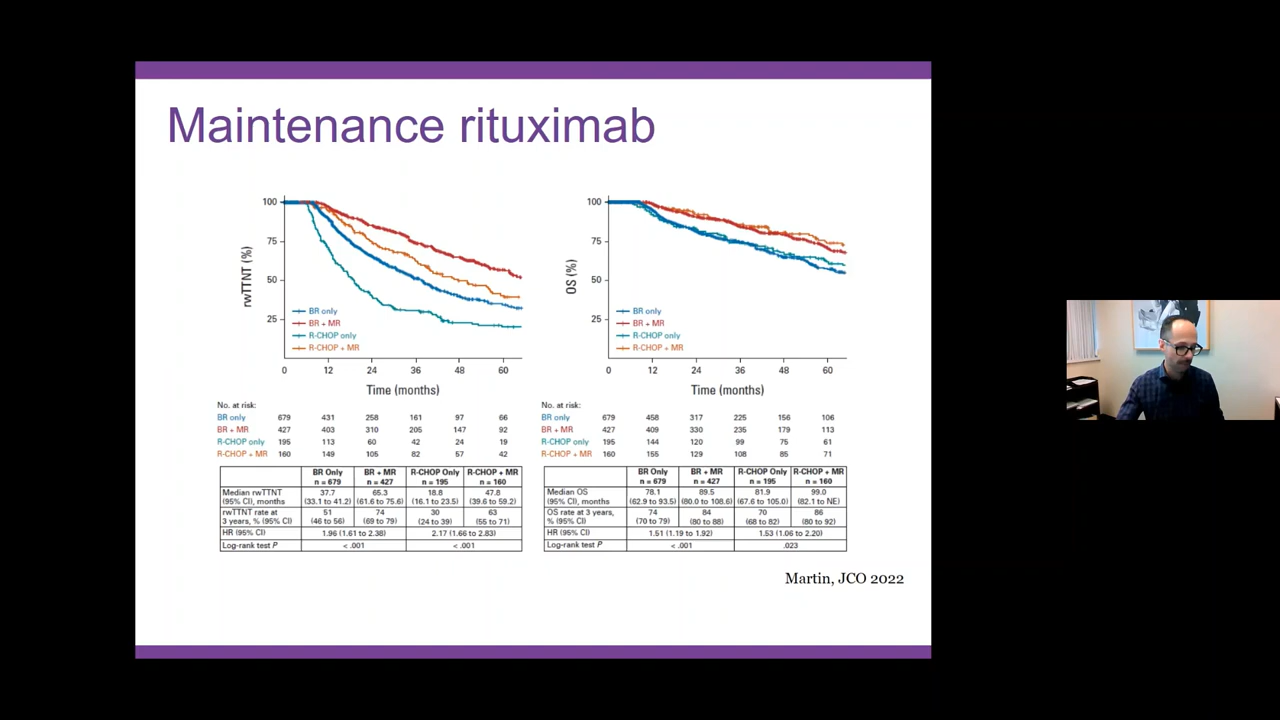 Maintenance rituximab
100
75
50
25
rwTTNT (%)
BR only
BR + MR
R-CHOP only
R-CHOP + MR
0 12 24 36 48 60
Time (months)
No. at risk:
BR only 679 431 258 161 97 66
BR + MR 427 403 310 205 147 92
R-CHOP only 195 113 60 42 24 19
R-CHOP + MR 160 149 105 82 57 42
BR Only n = 679 BR + MR n = 427 R-CHOP Only n = 195 R-CHOP + MR n = 160
Median rwTTNT (95% CI), months 37.7 (33.1 to 41.2) 65.3 (61.6 to 75.6) 18.8 (16.1 to 23.5) 47.8 (39.6 to 59.2)
rwTTNT rate at 3 years, % (95% CI) 51 (46 to 56) 74 (69 to 79) 30 (24 to 39) 63 (55 to 71)
HR (95% CI) 1.96 (1.61 to 2.38) 2.17 (1.66 to 2.83)
Log-rank test P < .001 < .001
100
75
50
25
OS (%)
BR only
BR + MR
R-CHOP only
R-CHOP + MR
0 12 24 36 48 60
Time (months)
No. at risk:
BR only 679 458 317 225 156 106
BR + MR 427 409 330 235 179 113
R-CHOP only 195 144 120 99 75 61
R-CHOP + MR 160 155 129 108 85 71
BR Only n = 679 BR + MR n = 427 R-CHOP Only n = 195 R-CHOP + MR n = 160
Median OS (95% CI), months 78.1 (62.9 to 93.5) 89.5 (80.0 to 108.6) 81.9 (67.6 to 105.0) 99.0 (82.1 to NE)
OS rate at 3 years, % (95% CI) 74 (70 to 79) 84 (80 to 88) 70 (68 to 82) 86 (80 to 92)
HR (95% CI) 1.51 (1.19 to 1.92) 1.53 (1.06 to 2.20)
Log-rank test P < .001 .023
Martin, JCO 2022